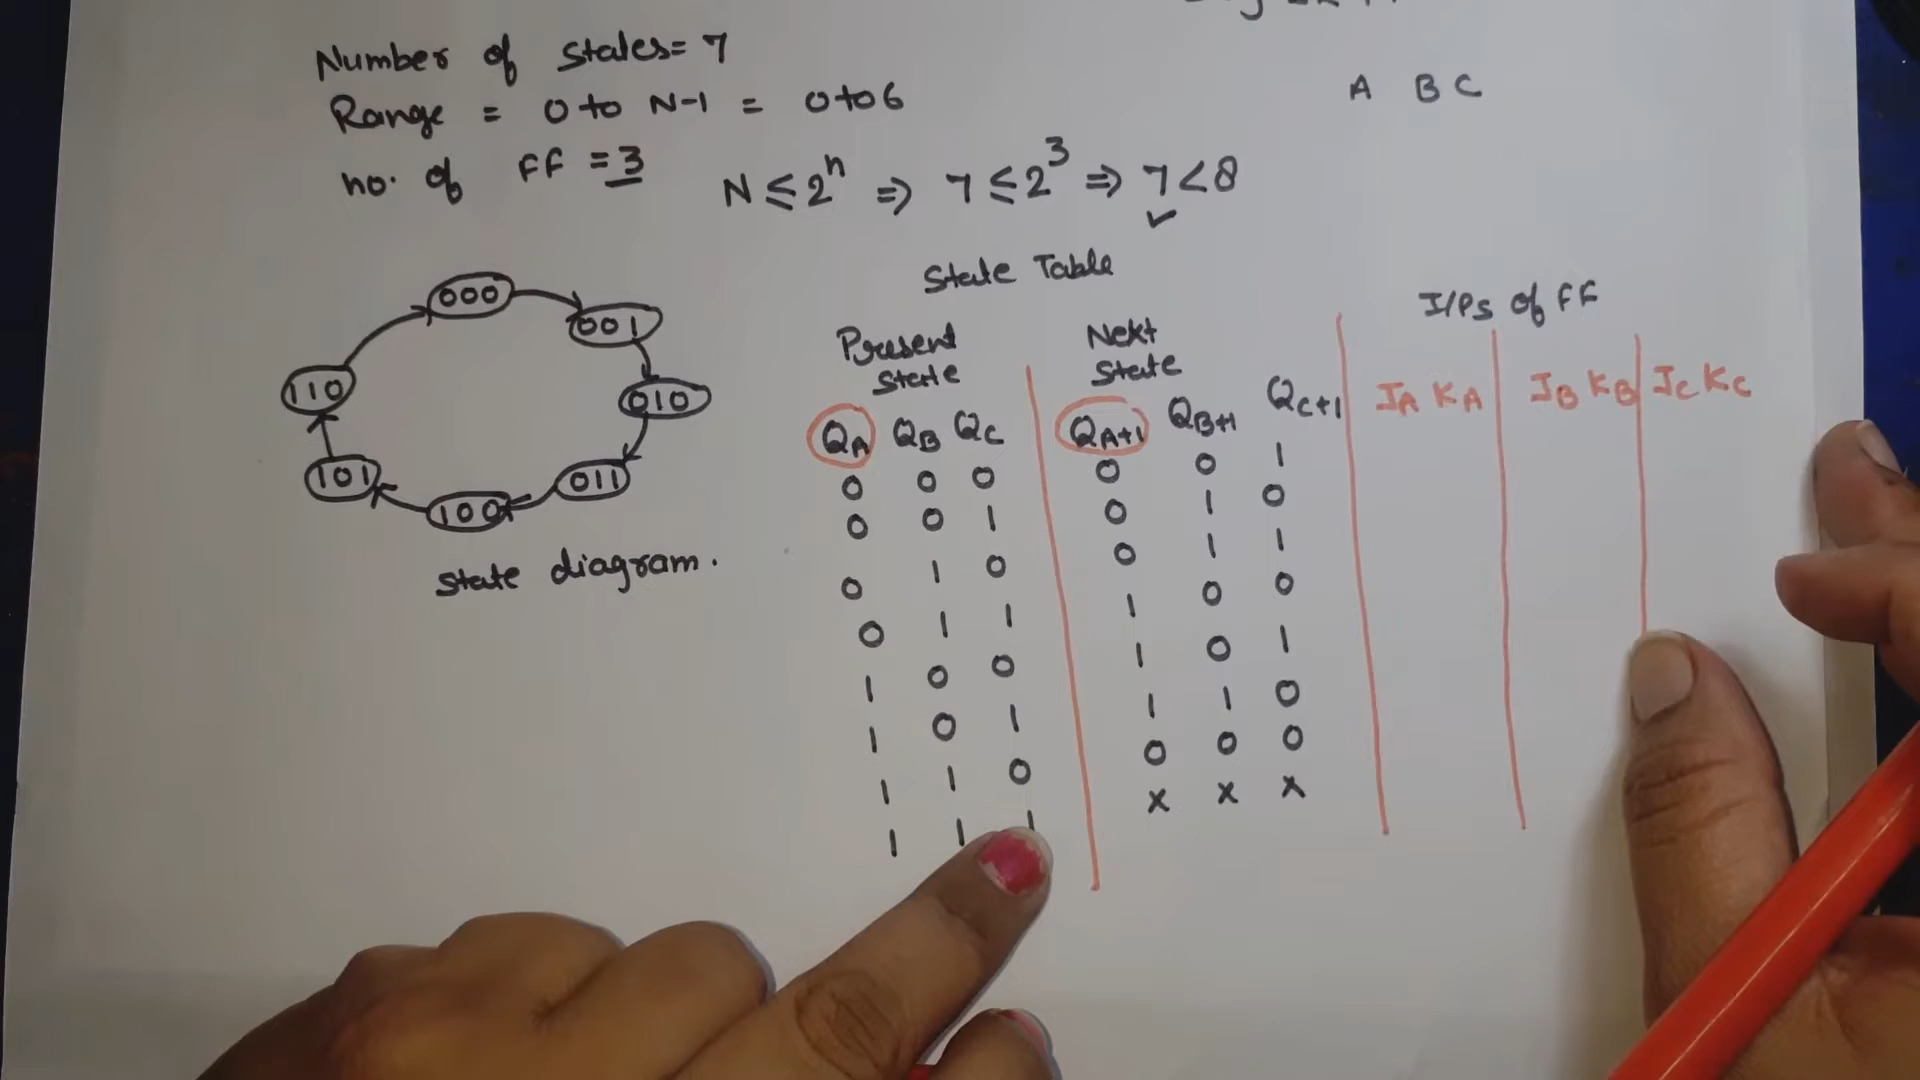 Number of states = 7
Range = 0 to N-1 = 0 to 6
A B C
no. of FF = 3
N ≤ 2^n ⇒ 7 ≤ 2^3 ⇒ 7 < 8
✓
State Table
000
001
010
011
100
101
110
State diagram.
Present State
Next State
I/Ps of FF
QA QB QC QA+1 QB+1 QC+1 JA KA JB KB JC KC
0 0 0 0 0 1
0 0 1 0 1 0
0 1 0 0 1 1
0 1 1 1 0 0
1 0 0 1 0 1
1 0 1 1 1 0
1 1 0 0 0 0
1 1 1 x x x